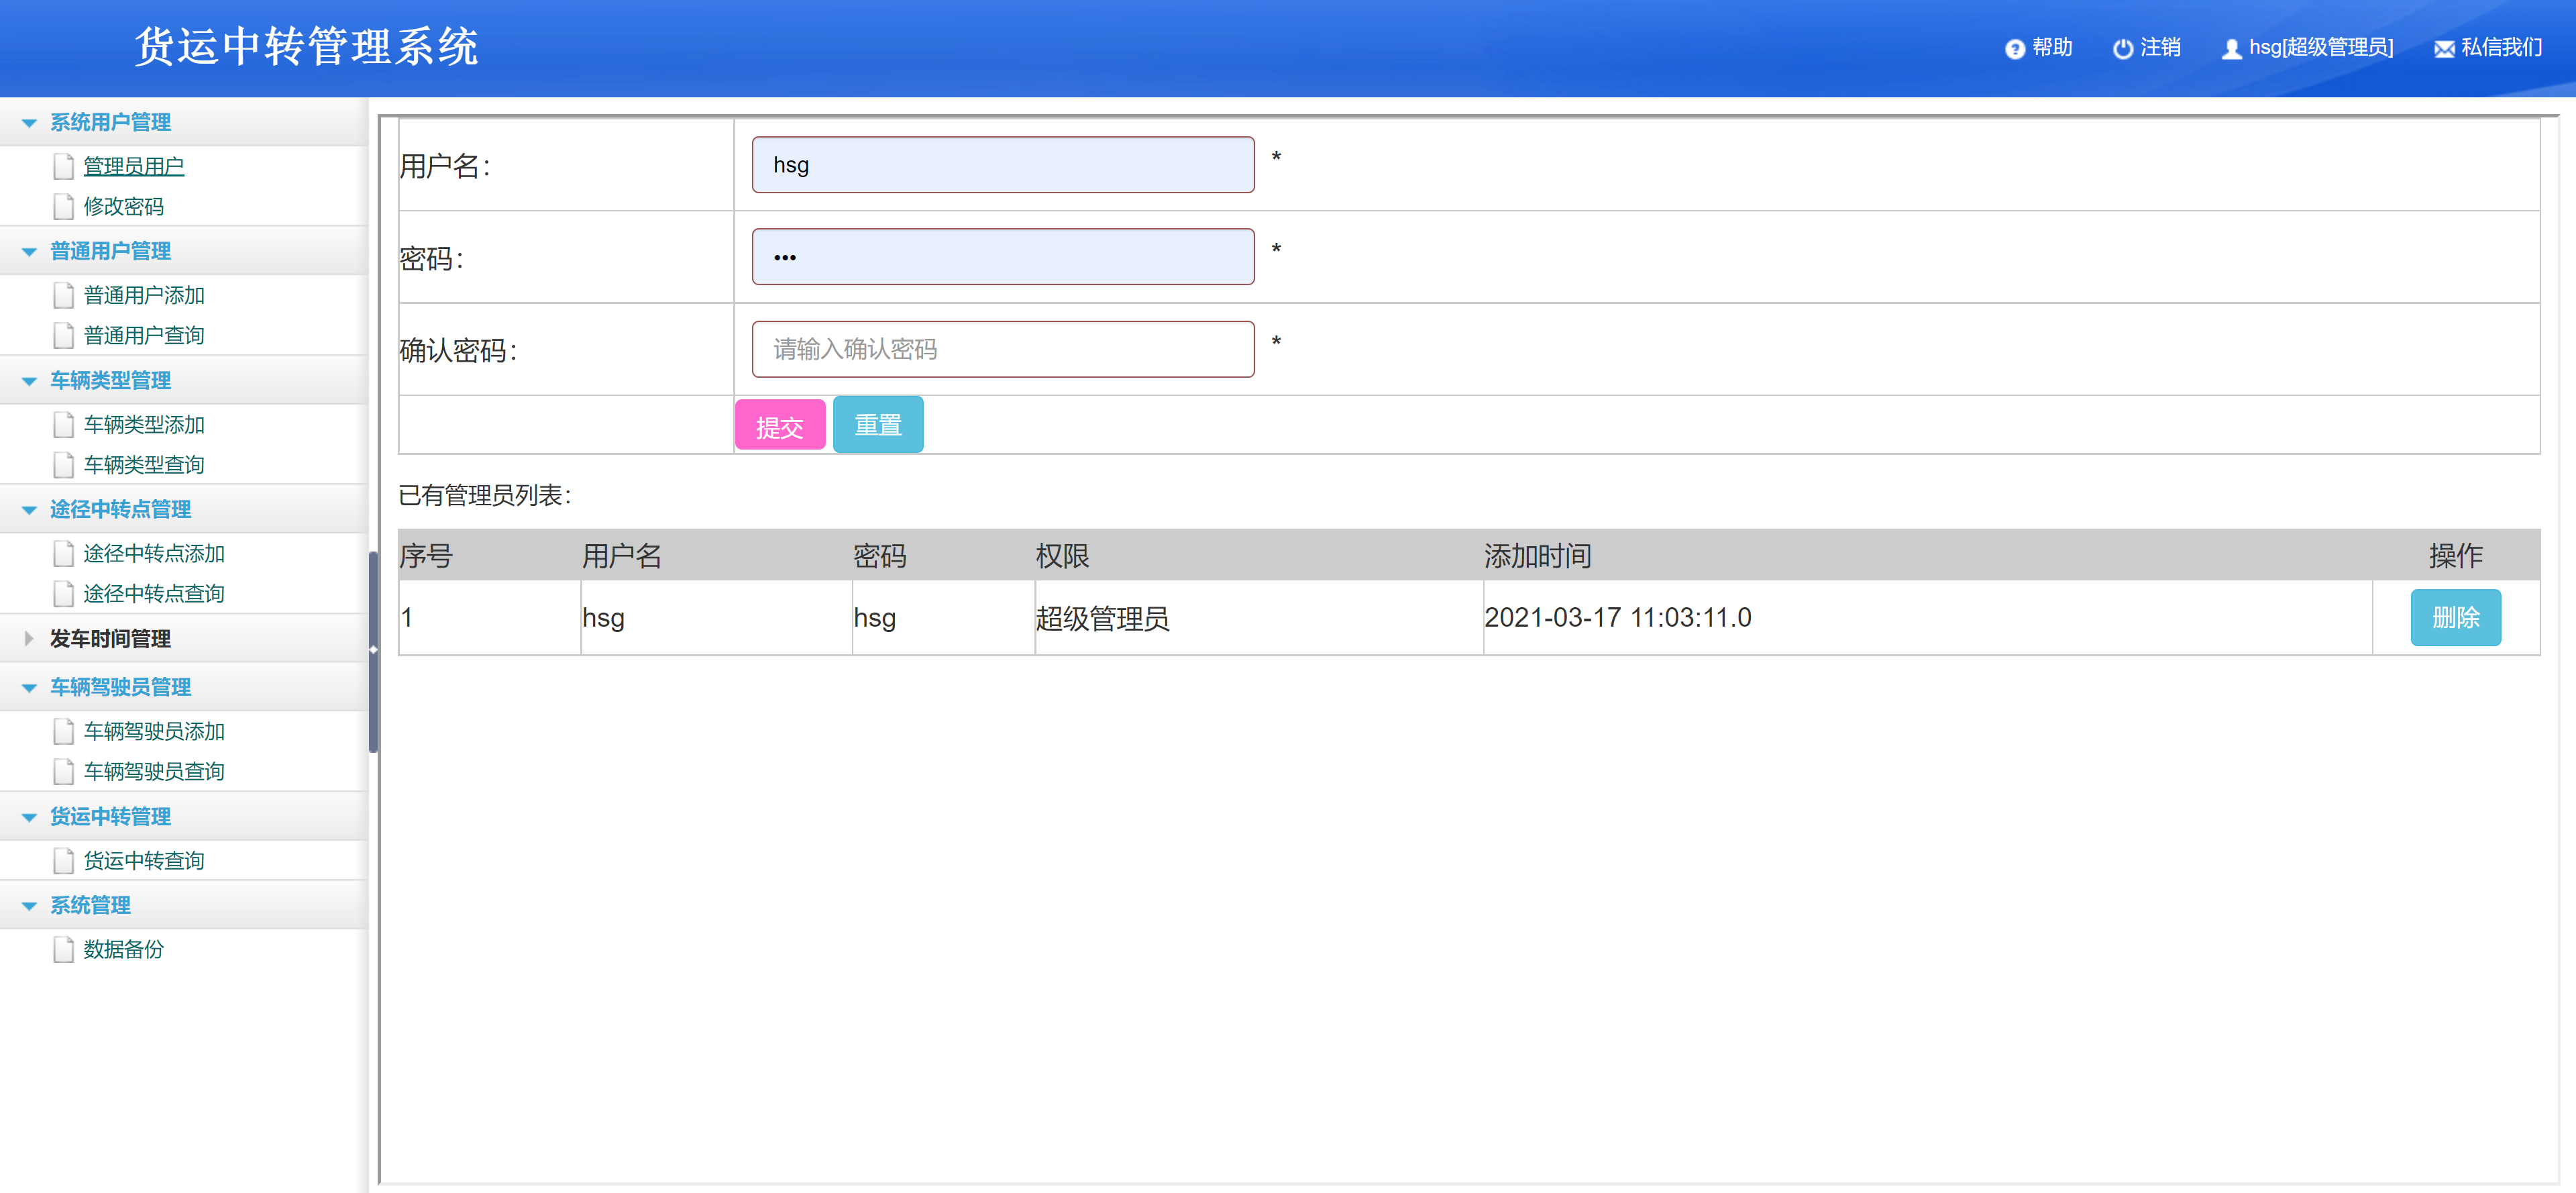 货运中转管理系统
帮助 注销 hsg[超级管理员] 私信我们
系统用户管理
管理员用户
修改密码
普通用户管理
普通用户添加
普通用户查询
车辆类型管理
车辆类型添加
车辆类型查询
途径中转点管理
途径中转点添加
途径中转点查询
发车时间管理
车辆驾驶员管理
车辆驾驶员添加
车辆驾驶员查询
货运中转管理
货运中转查询
系统管理
数据备份
用户名： hsg *
密码： ••• *
确认密码： 请输入确认密码 *
提交 重置
已有管理员列表：
序号 用户名 密码 权限 添加时间 操作
1 hsg hsg 超级管理员 2021-03-17 11:03:11.0 删除